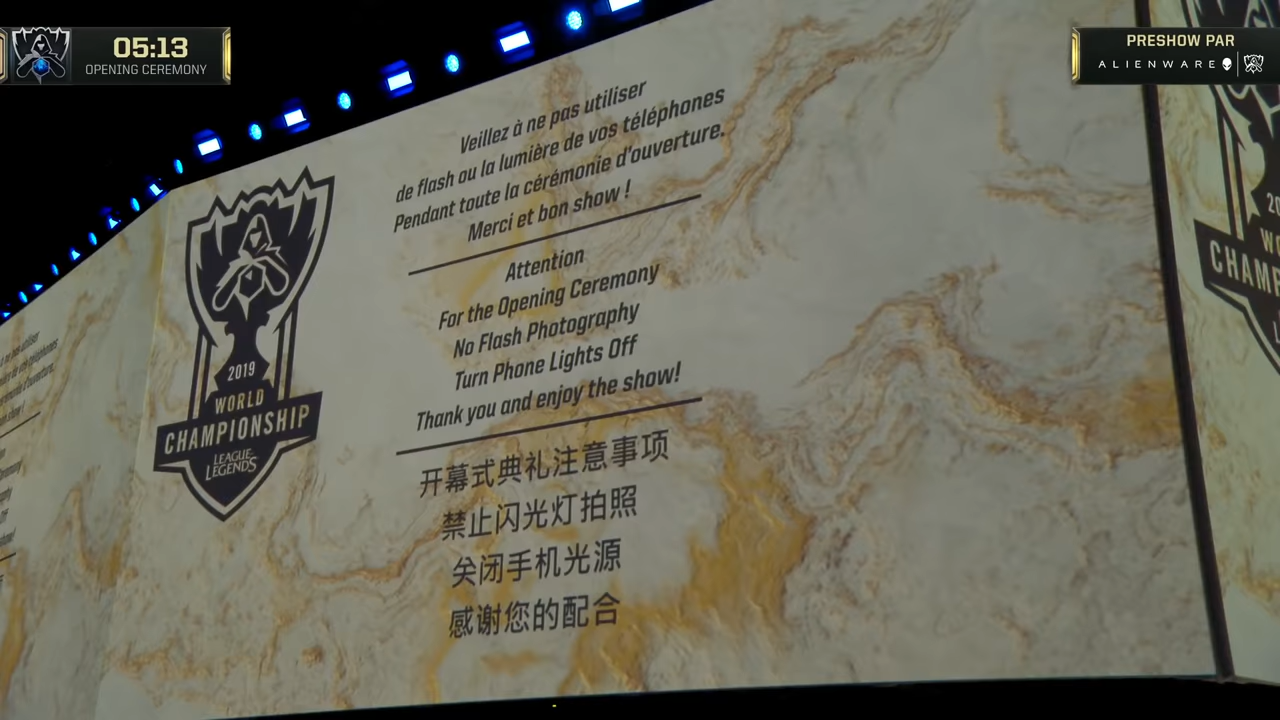 05:13
OPENING CEREMONY
PRESHOW PAR
ALIENWARE
Veillez à ne pas utiliser
de flash ou la lumière de vos téléphones
Pendant toute la cérémonie d'ouverture.
Merci et bon show !
Attention
For the Opening Ceremony
No Flash Photography
Turn Phone Lights Off
Thank you and enjoy the show!
开幕式典礼注意事项
禁止闪光灯拍照
关闭手机光源
感谢您的配合
2019
WORLD
CHAMPIONSHIP
LEAGUE
LEGENDS